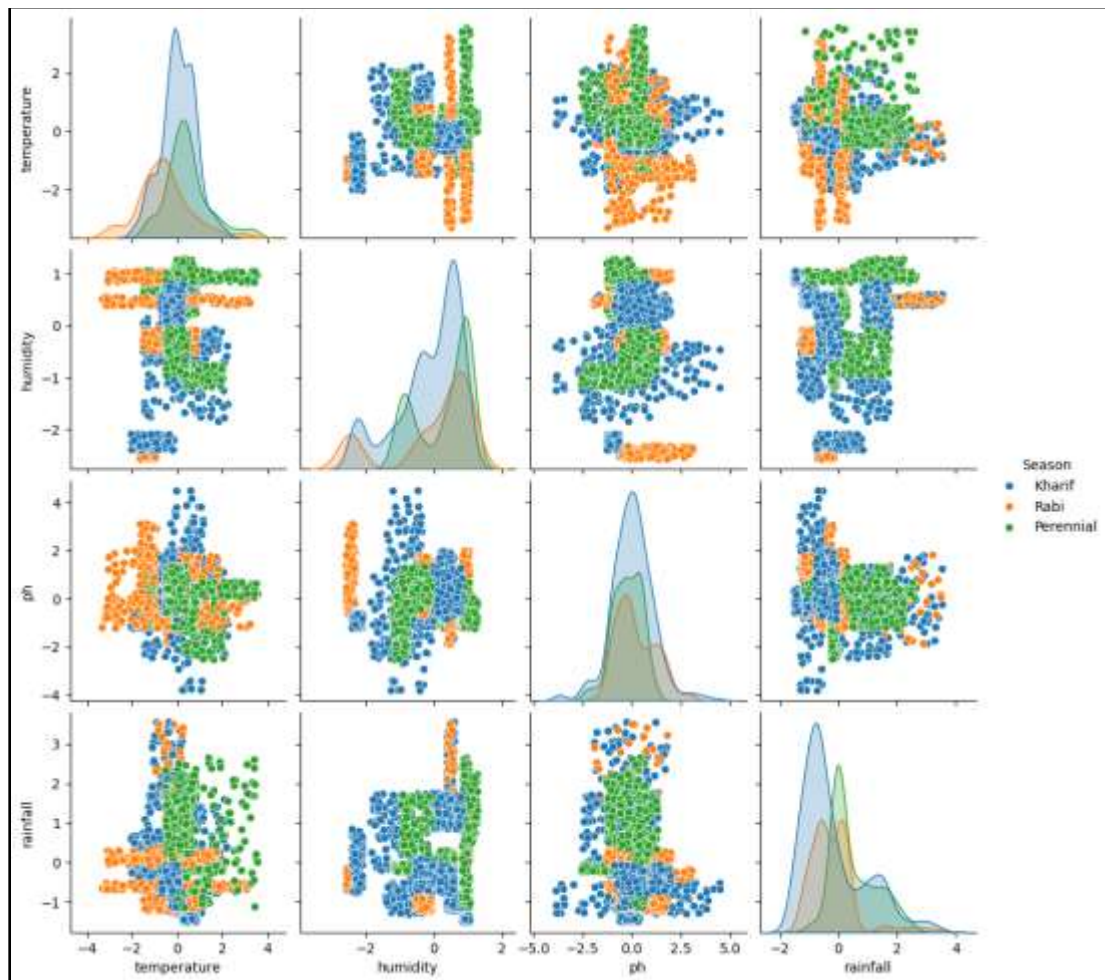 temperature
2
0
−2
humidity
1
0
−1
−2
Season
Kharif
Rabi
Perennial
ph
4
2
0
−2
−4
rainfall
3
2
1
0
−1
−4 −2 0 2 4
temperature
−2 0 2
humidity
−5.0 −2.5 0.0 2.5 5.0
ph
−2 0 2 4
rainfall